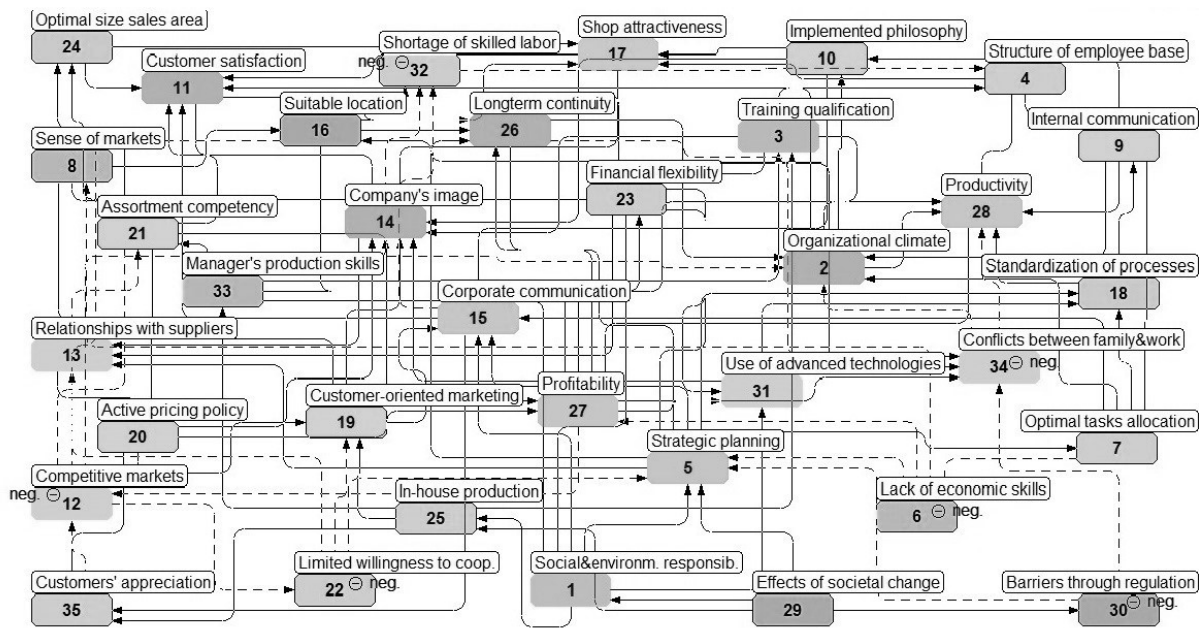 Optimal size sales area
24
Shortage of skilled labor
neg. ⊖
32
Shop attractiveness
17
Implemented philosophy
10
Structure of employee base
4
Customer satisfaction
11
Suitable location
16
Longterm continuity
26
Training qualification
3
Internal communication
9
Sense of markets
8
Financial flexibility
23
Productivity
28
Company's image
14
Assortment competency
21
Organizational climate
2
Manager's production skills
33
Corporate communication
15
Standardization of processes
18
Relationships with suppliers
13
Conflicts between family&work
34 ⊖ neg.
Use of advanced technologies
31
Profitability
27
Customer-oriented marketing
19
Active pricing policy
20
Optimal tasks allocation
7
Strategic planning
5
Competitive markets
neg. ⊖
12
In-house production
25
Lack of economic skills
6 ⊖ neg.
Customers' appreciation
35
Limited willingness to coop.
22 ⊖ neg.
Social&environm. responsib.
1
Effects of societal change
29
Barriers through regulation
30 ⊖ neg.